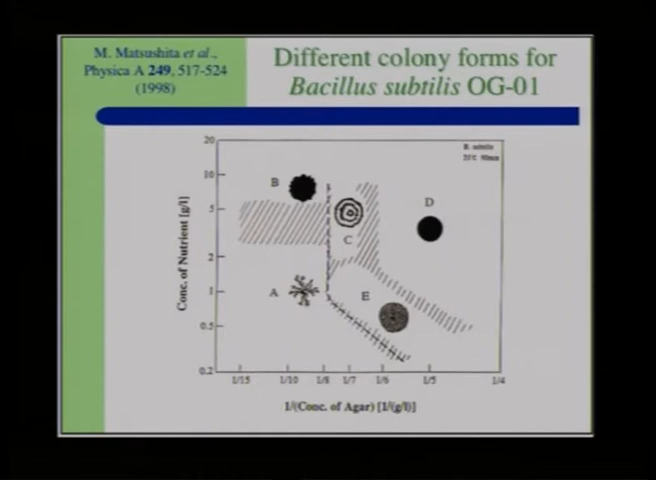 M. Matsushita et al.,
Physica A 249, 517-524
(1998)
Different colony forms for
Bacillus subtilis OG-01
20
10
5
2
1
0.5
0.2
Conc. of Nutrient [g/l]
B
C
D
A
E
1/15 1/10 1/8 1/7 1/6 1/5 1/4
1/(Conc. of Agar) [1/(g/l)]